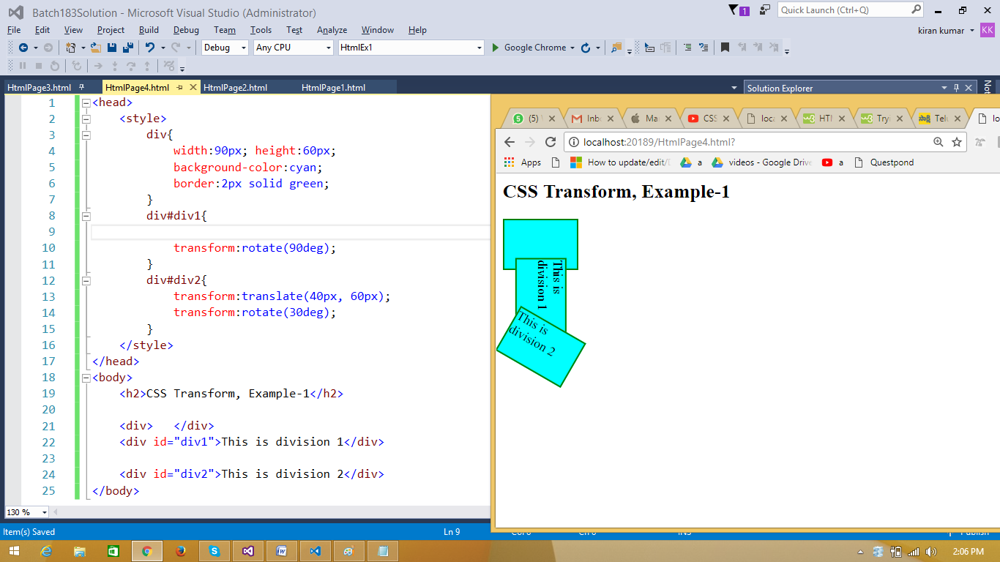 Batch183Solution - Microsoft Visual Studio (Administrator)
1
Quick Launch (Ctrl+Q)
File Edit View Project Build Debug Team Tools Test Analyze Window Help
kiran kumar KK
Debug Any CPU HtmlEx1 Google Chrome
HtmlPage3.html HtmlPage4.html HtmlPage2.html HtmlPage1.html
Solution Explorer
Not
1 <head>
2 <style>
3 div{
4 width:90px; height:60px;
5 background-color:cyan;
6 border:2px solid green;
7 }
8 div#div1{
9
10 transform:rotate(90deg);
11 }
12 div#div2{
13 transform:translate(40px, 60px);
14 transform:rotate(30deg);
15 }
16 </style>
17 </head>
18 <body>
19 <h2>CSS Transform, Example-1</h2>
20
21 <div> </div>
22 <div id="div1">This is division 1</div>
23
24 <div id="div2">This is division 2</div>
25 </body>
130 %
(5) Inb Ma CSS loca HTM Try Telu lo
localhost:20189/HtmlPage4.html?
Apps How to update/edit/ a videos - Google Drive a Questpond
CSS Transform, Example-1
This is
division 1
This is
division 2
Item(s) Saved Ln 9
2:06 PM